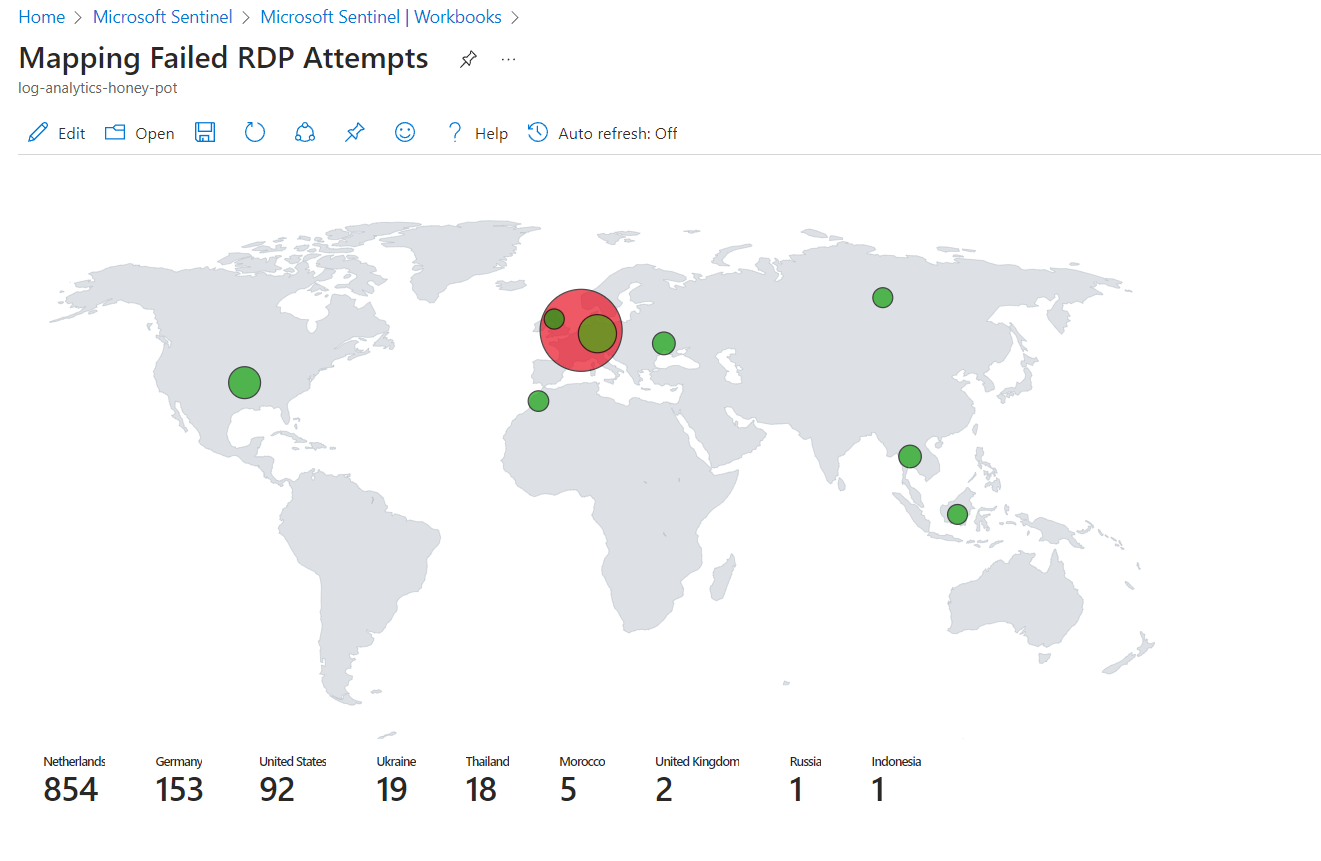 Home > Microsoft Sentinel > Microsoft Sentinel | Workbooks >
Mapping Failed RDP Attempts ...
log-analytics-honey-pot
Edit Open ? Help Auto refresh: Off
Netherlands Germany United States Ukraine Thailand Morocco United Kingdom Russia Indonesia
854 153 92 19 18 5 2 1 1